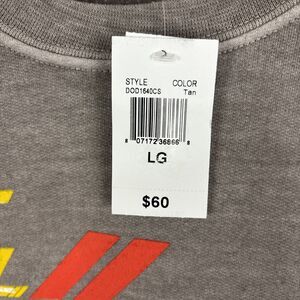 STYLE COLOR
DOD1640CS Tan
8 07172 36866 8
LG
$60